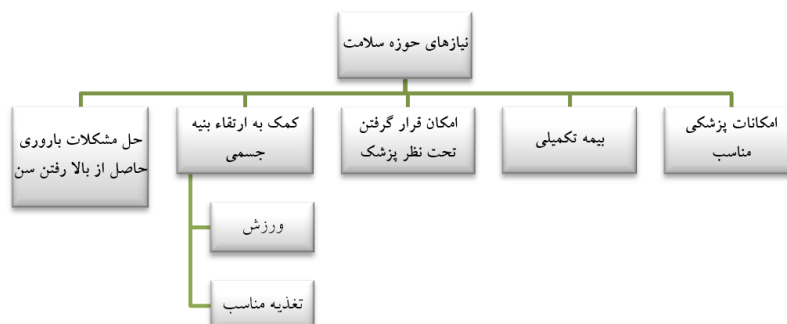 نیازهای حوزه سلامت
امکانات پزشکی
مناسب
بیمه تکمیلی
امکان قرار گرفتن
تحت نظر پزشک
کمک به ارتقاء بنیه
جسمی
حل مشکلات باروری
حاصل از بالا رفتن سن
ورزش
تغذیه مناسب